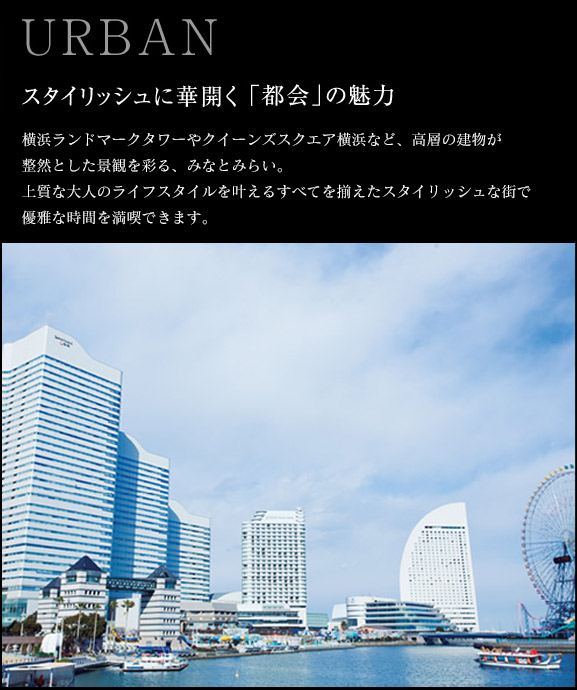 URBAN
スタイリッシュに華開く「都会」の魅力
横浜ランドマークタワーやクイーンズスクエア横浜など、高層の建物が
整然とした景観を彩る、みなとみらい。
上質な大人のライフスタイルを叶えるすべてを揃えたスタイリッシュな街で
優雅な時間を満喫できます。